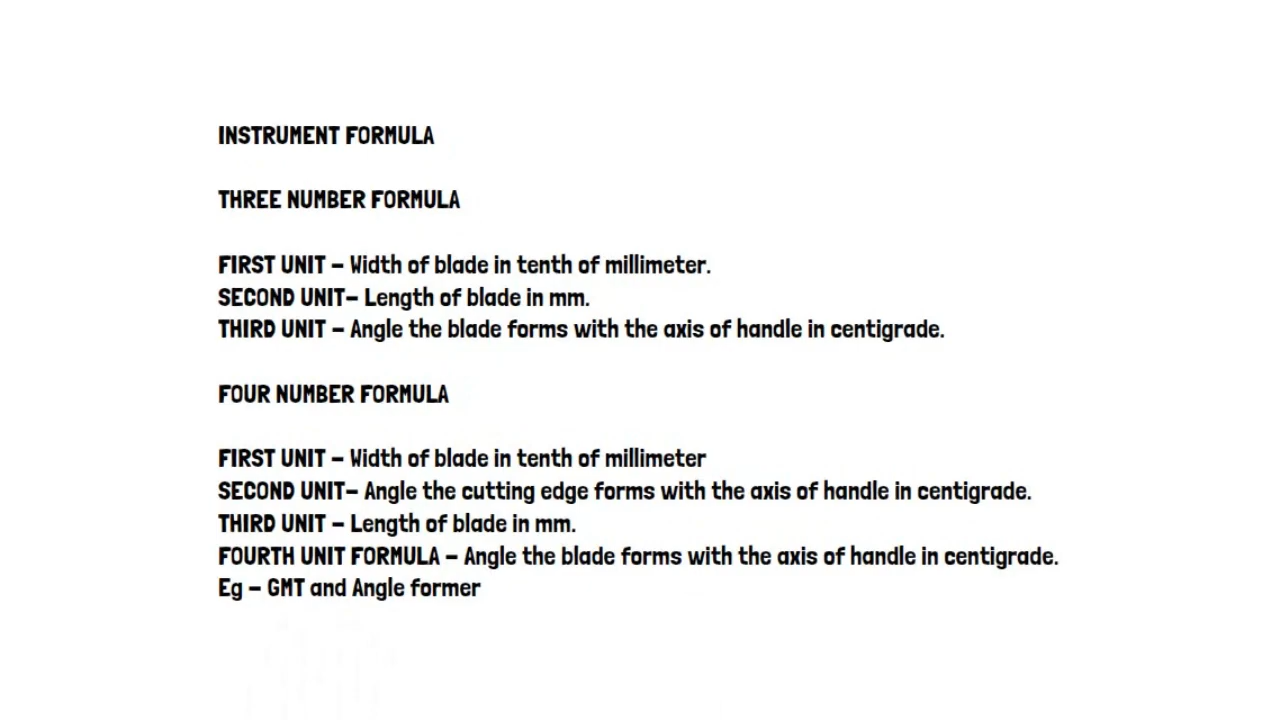 INSTRUMENT FORMULA
THREE NUMBER FORMULA
FIRST UNIT – Width of blade in tenth of millimeter.
SECOND UNIT– Length of blade in mm.
THIRD UNIT – Angle the blade forms with the axis of handle in centigrade.
FOUR NUMBER FORMULA
FIRST UNIT – Width of blade in tenth of millimeter
SECOND UNIT– Angle the cutting edge forms with the axis of handle in centigrade.
THIRD UNIT – Length of blade in mm.
FOURTH UNIT FORMULA – Angle the blade forms with the axis of handle in centigrade.
Eg – GMT and Angle former